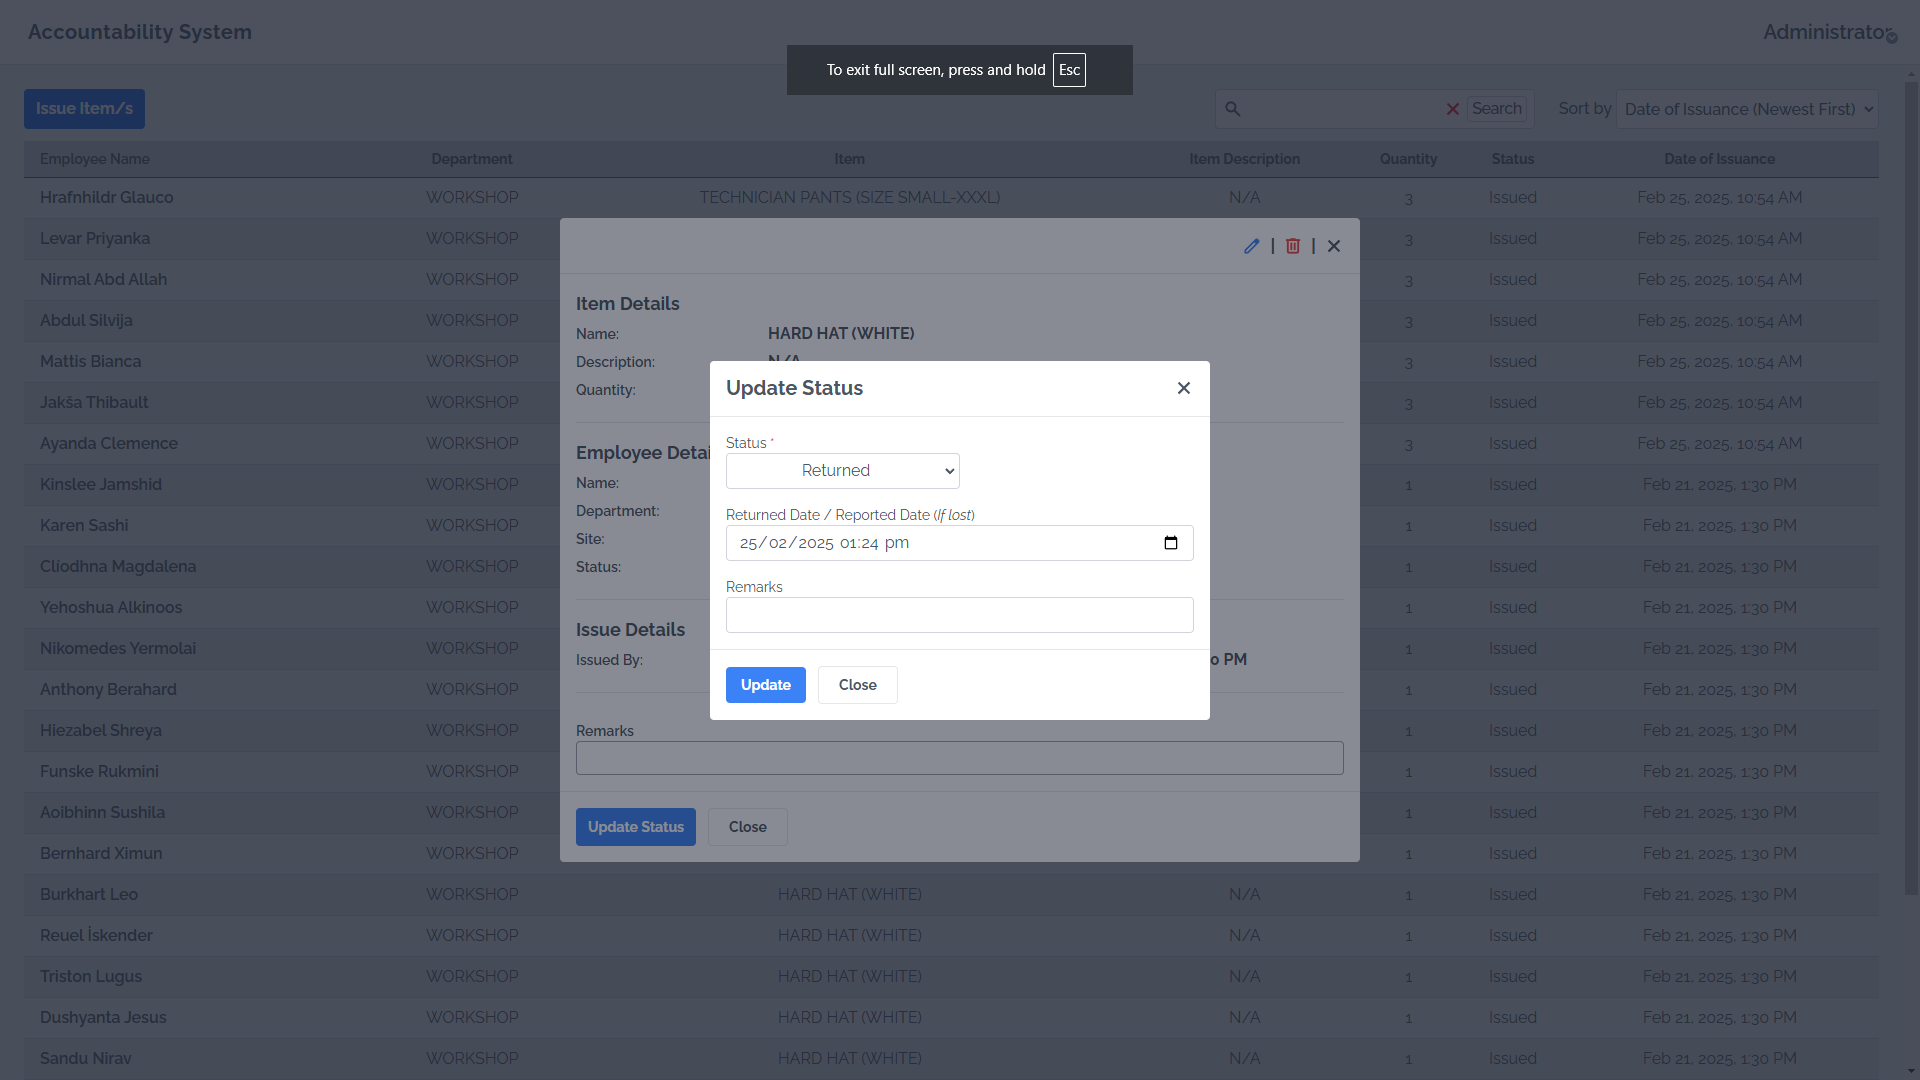 Accountability System
Administrator
To exit full screen, press and hold Esc
Issue Item/s
Search
Sort by Date of Issuance (Newest First)
Employee Name Department Item Item Description Quantity Status Date of Issuance
Hrafnhildr Glauco WORKSHOP TECHNICIAN PANTS (SIZE SMALL-XXXL) N/A 3 Issued Feb 25, 2025, 10:54 AM
Levar Priyanka WORKSHOP 3 Issued Feb 25, 2025, 10:54 AM
Nirmal Abd Allah WORKSHOP 3 Issued Feb 25, 2025, 10:54 AM
Abdul Silvija WORKSHOP 3 Issued Feb 25, 2025, 10:54 AM
Mattis Bianca WORKSHOP 3 Issued Feb 25, 2025, 10:54 AM
Jakša Thibault WORKSHOP 3 Issued Feb 25, 2025, 10:54 AM
Ayanda Clemence WORKSHOP 3 Issued Feb 25, 2025, 10:54 AM
Kinslee Jamshid WORKSHOP 1 Issued Feb 21, 2025, 1:30 PM
Karen Sashi WORKSHOP 1 Issued Feb 21, 2025, 1:30 PM
Clíodhna Magdalena WORKSHOP 1 Issued Feb 21, 2025, 1:30 PM
Yehoshua Alkinoos WORKSHOP 1 Issued Feb 21, 2025, 1:30 PM
Nikomedes Yermolai WORKSHOP 1 Issued Feb 21, 2025, 1:30 PM
Anthony Berahard WORKSHOP 1 Issued Feb 21, 2025, 1:30 PM
Hiezabel Shreya WORKSHOP 1 Issued Feb 21, 2025, 1:30 PM
Funske Rukmini WORKSHOP 1 Issued Feb 21, 2025, 1:30 PM
Aoibhinn Sushila WORKSHOP 1 Issued Feb 21, 2025, 1:30 PM
Bernhard Ximun WORKSHOP 1 Issued Feb 21, 2025, 1:30 PM
Burkhart Leo WORKSHOP HARD HAT (WHITE) N/A 1 Issued Feb 21, 2025, 1:30 PM
Reuel İskender WORKSHOP HARD HAT (WHITE) N/A 1 Issued Feb 21, 2025, 1:30 PM
Triston Lugus WORKSHOP HARD HAT (WHITE) N/A 1 Issued Feb 21, 2025, 1:30 PM
Dushyanta Jesus WORKSHOP HARD HAT (WHITE) N/A 1 Issued Feb 21, 2025, 1:30 PM
Sandu Nirav WORKSHOP HARD HAT (WHITE) N/A 1 Issued Feb 21, 2025, 1:30 PM
Item Details
Name: HARD HAT (WHITE)
Description: N/A
Quantity:
Employee Detai
Name:
Department:
Site:
Status:
Issue Details
Issued By: 0 PM
Remarks
Update Status Close
Update Status
Status *
Returned
Returned Date / Reported Date (If lost)
25/02/2025 01:24 pm
Remarks
Update Close